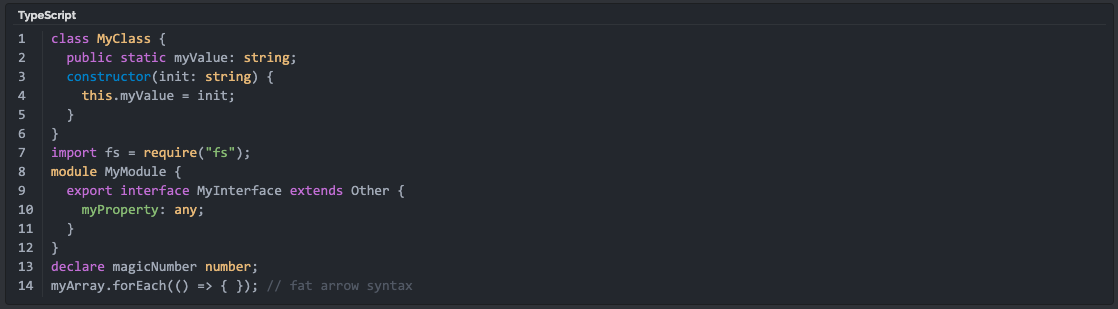 TypeScript
1 class MyClass {
2   public static myValue: string;
3   constructor(init: string) {
4     this.myValue = init;
5   }
6 }
7 import fs = require("fs");
8 module MyModule {
9   export interface MyInterface extends Other {
10     myProperty: any;
11   }
12 }
13 declare magicNumber number;
14 myArray.forEach(() => { }); // fat arrow syntax